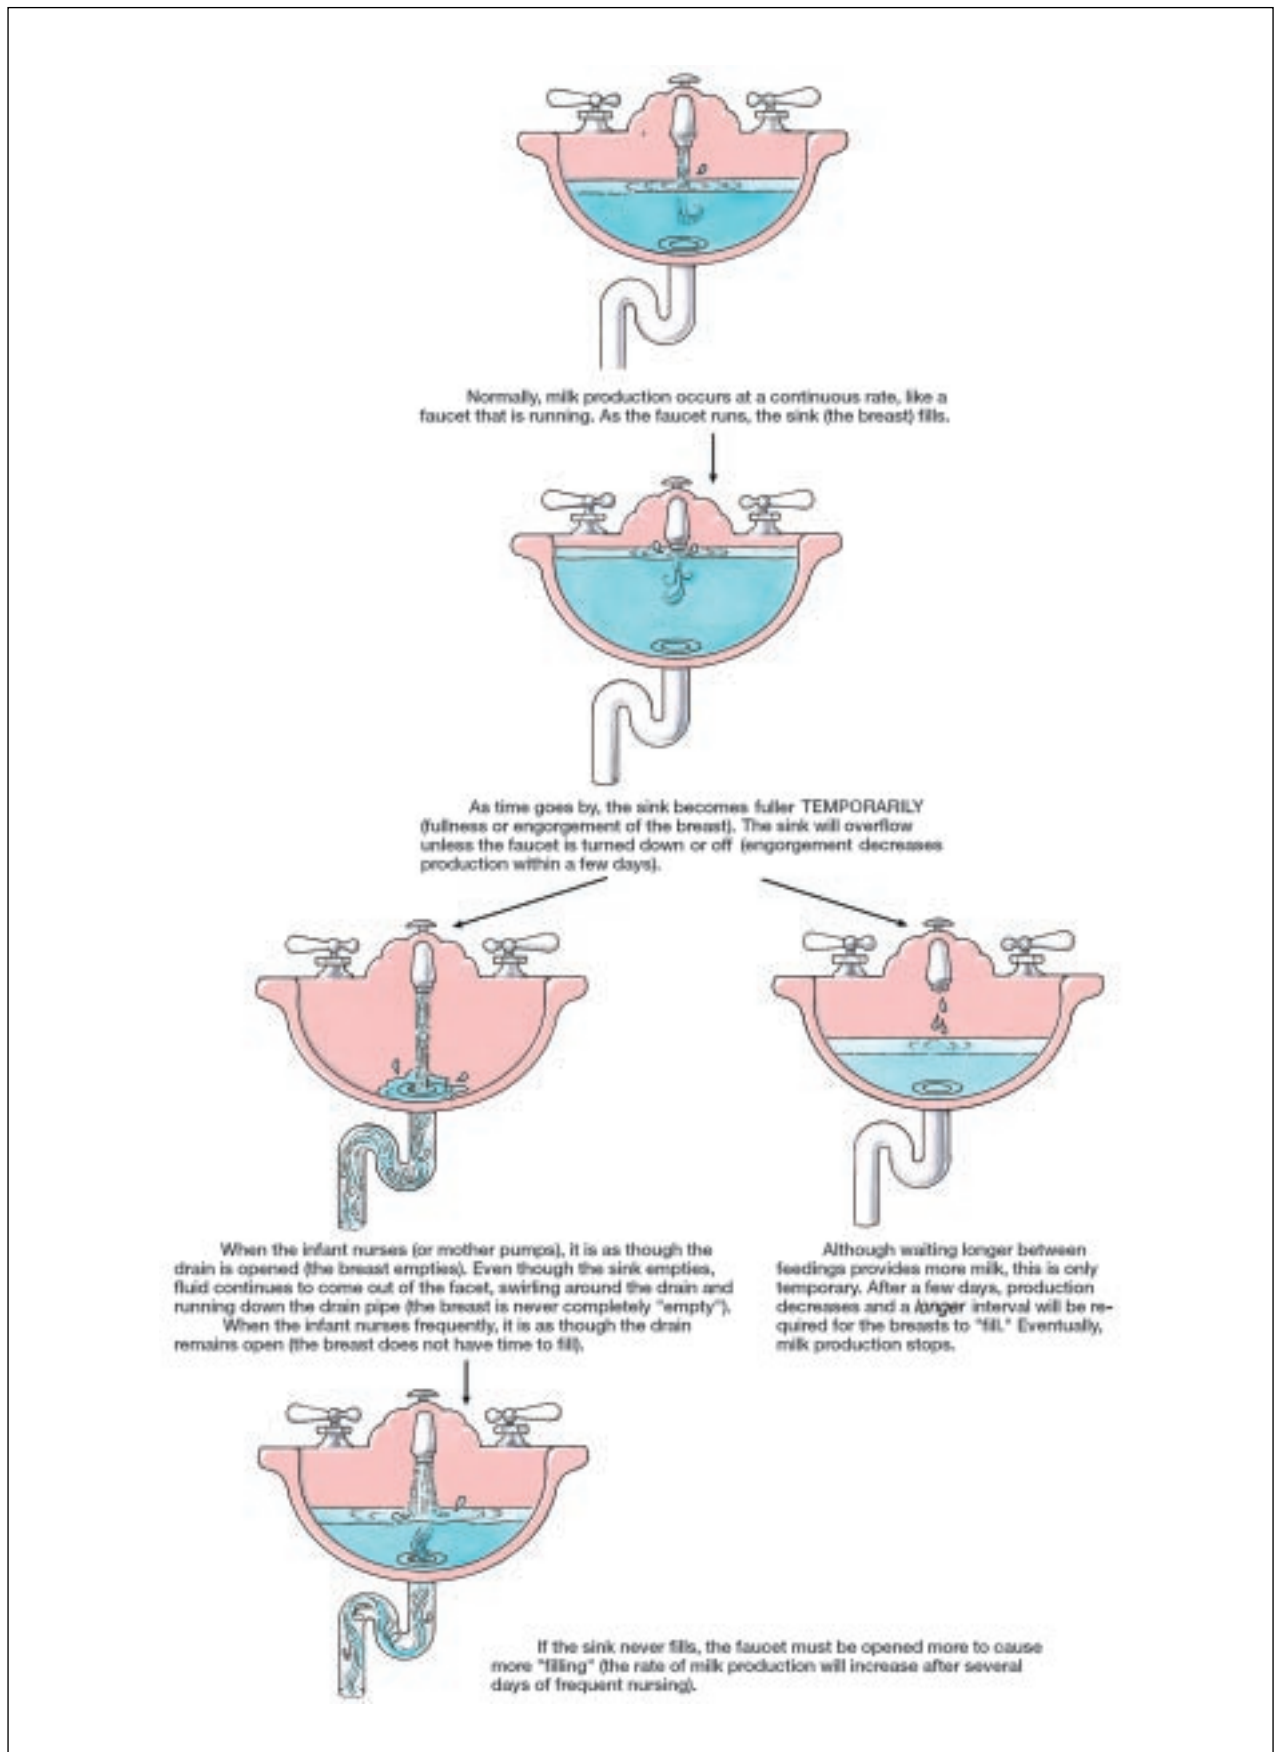 Normally, milk production occurs at a continuous rate, like a
faucet that is running. As the faucet runs, the sink (the breast) fills.
As time goes by, the sink becomes fuller TEMPORARILY
(fullness or engorgement of the breast). The sink will overflow
unless the faucet is turned down or off (engorgement decreases
production within a few days).
When the infant nurses (or mother pumps), it is as though the
drain is opened (the breast empties). Even though the sink empties,
fluid continues to come out of the facet, swirling around the drain and
running down the drain pipe (the breast is never completely "empty").
When the infant nurses frequently, it is as though the drain
remains open (the breast does not have time to fill).
Although waiting longer between
feedings provides more milk, this is only
temporary. After a few days, production
decreases and a longer interval will be re-
quired for the breasts to "fill." Eventually,
milk production stops.
If the sink never fills, the faucet must be opened more to cause
more "filling" (the rate of milk production will increase after several
days of frequent nursing).